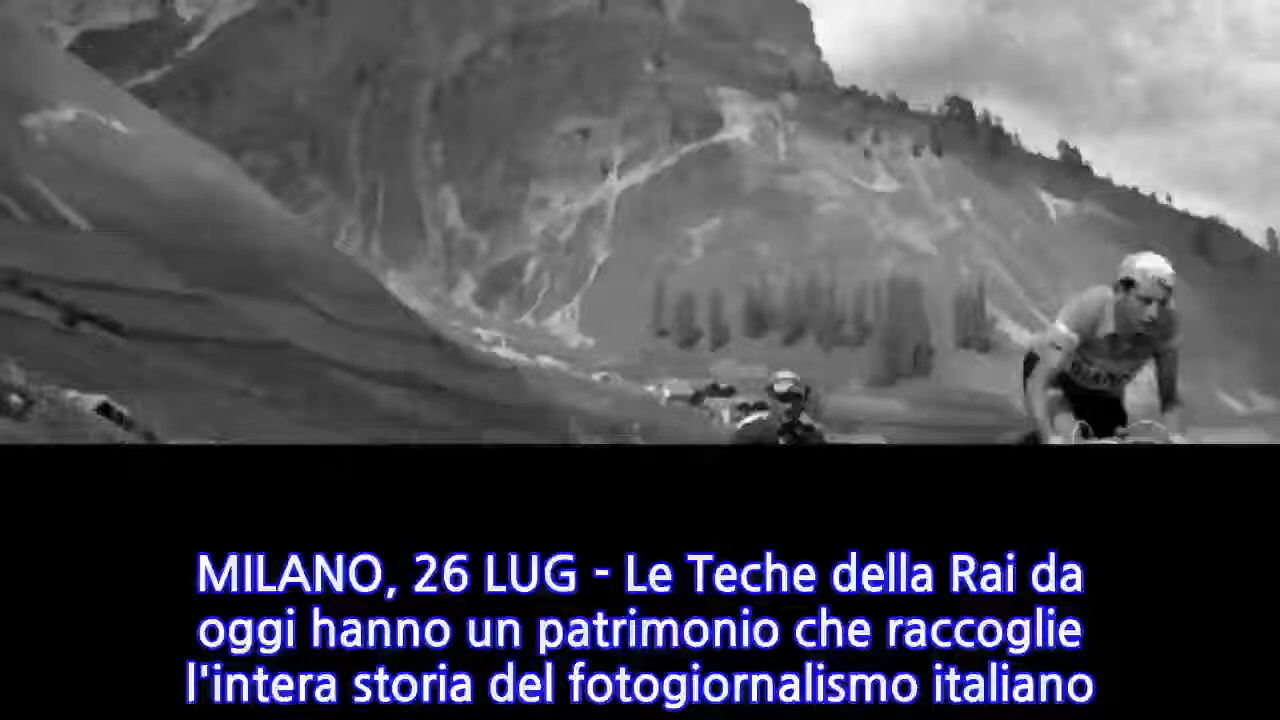 MILANO, 26 LUG - Le Teche della Rai da
oggi hanno un patrimonio che raccoglie
l'intera storia del fotogiornalismo italiano